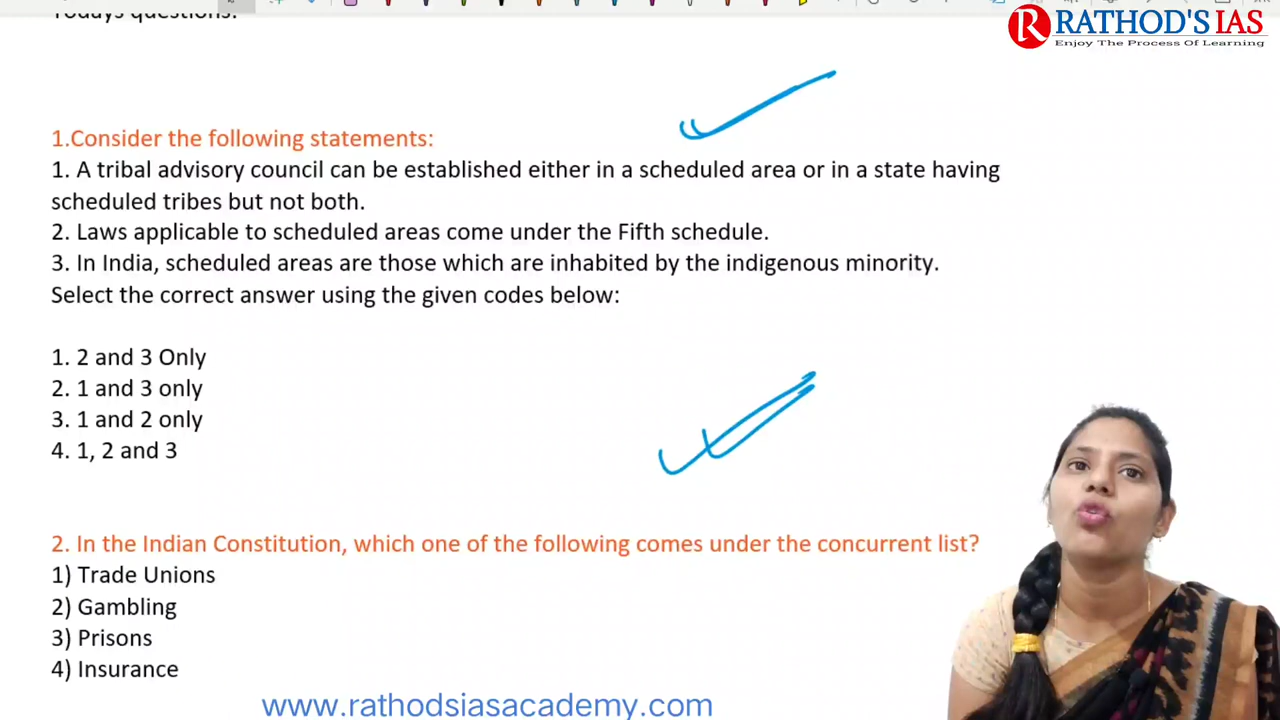 Todays questions:
RATHOD'S IAS
Enjoy The Process Of Learning
1.Consider the following statements:
1. A tribal advisory council can be established either in a scheduled area or in a state having
scheduled tribes but not both.
2. Laws applicable to scheduled areas come under the Fifth schedule.
3. In India, scheduled areas are those which are inhabited by the indigenous minority.
Select the correct answer using the given codes below:
1. 2 and 3 Only
2. 1 and 3 only
3. 1 and 2 only
4. 1, 2 and 3
2. In the Indian Constitution, which one of the following comes under the concurrent list?
1) Trade Unions
2) Gambling
3) Prisons
4) Insurance
www.rathodsiasacademy.com